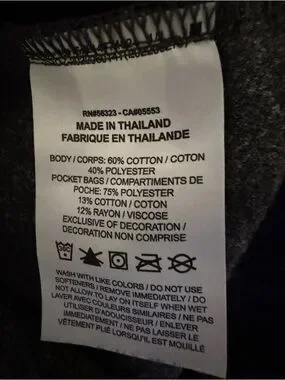 RN#56323 - CA#05553
MADE IN THAILAND
FABRIQUE EN THAILANDE
BODY / CORPS: 60% COTTON / COTON
40% POLYESTER
POCKET BAGS / COMPARTIMENTS DE
POCHE: 75% POLYESTER
13% COTTON / COTON
12% RAYON / VISCOSE
EXCLUSIVE OF DECORATION /
DECORATION NON COMPRISE
WASH WITH LIKE COLORS / DO NOT USE
SOFTENERS / REMOVE IMMEDIATELY / DO
NOT ALLOW TO LAY ON ITSELF WHEN WET
LAVER AVEC COULEURS SIMILAIRES / NE PAS
UTILISER D'ADOUCISSEUR / ENLEVER
IMMÉDIATEMENT / NE PAS LAISSER LE
VÊTEMENT PLIÉ LORSQU'IL EST MOUILLÉ